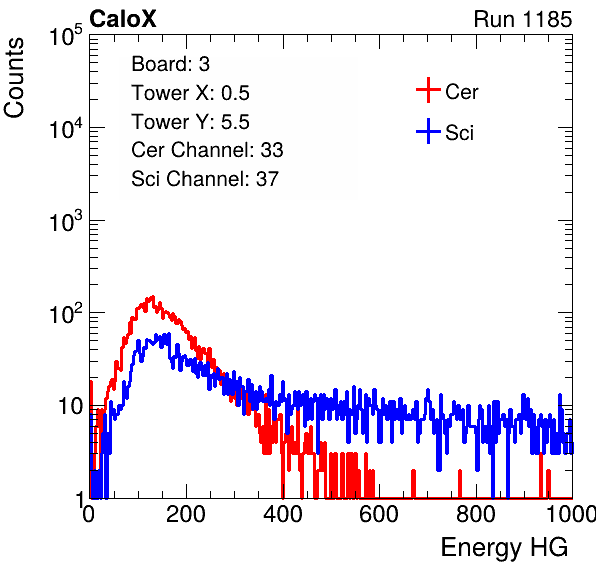 CaloX Run 1185
Counts
10^5
10^4
10^3
10^2
10
1
Board: 3
Tower X: 0.5
Tower Y: 5.5
Cer Channel: 33
Sci Channel: 37
Cer
Sci
0 200 400 600 800 1000
Energy HG